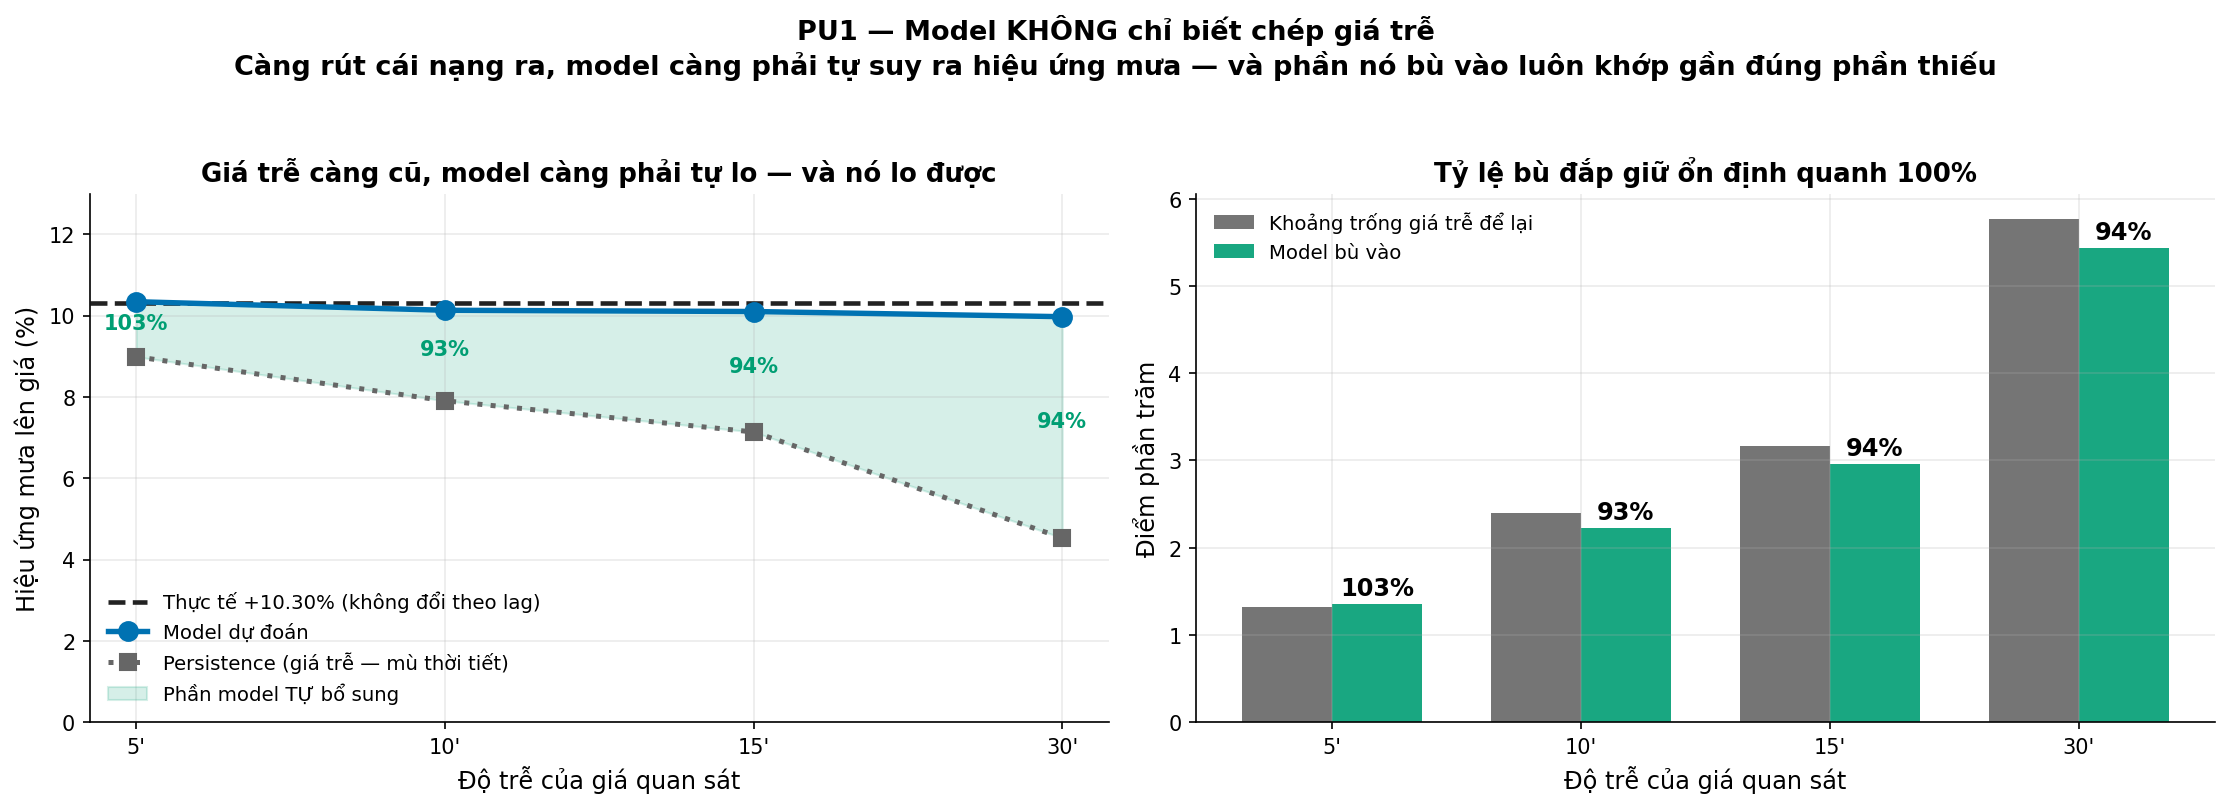 PU1 — Model KHÔNG chỉ biết chép giá trễ
Càng rút cái nạng ra, model càng phải tự suy ra hiệu ứng mưa — và phần nó bù vào luôn khớp gần đúng phần thiếu
Giá trễ càng cũ, model càng phải tự lo — và nó lo được
Hiệu ứng mưa lên giá (%)
12
10
8
6
4
2
0
103%
93%
94%
94%
Thực tế +10.30% (không đổi theo lag)
Model dự đoán
Persistence (giá trễ — mù thời tiết)
Phần model TỰ bổ sung
5'
10'
15'
30'
Độ trễ của giá quan sát
Tỷ lệ bù đắp giữ ổn định quanh 100%
Điểm phần trăm
6
5
4
3
2
1
0
Khoảng trống giá trễ để lại
Model bù vào
103%
93%
94%
94%
5'
10'
15'
30'
Độ trễ của giá quan sát